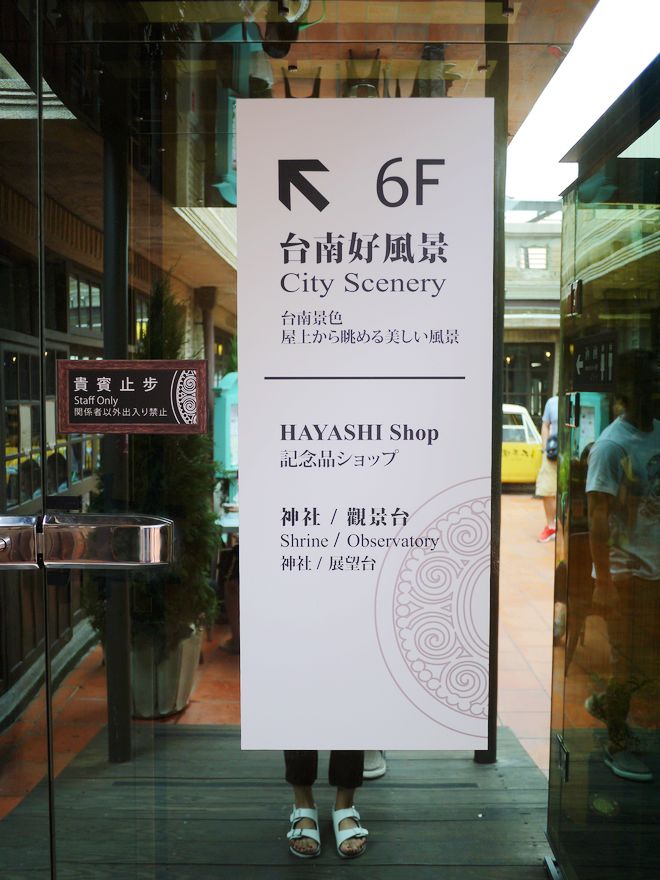 6F
台南好風景
City Scenery
台南景色
屋上から眺める美しい風景
貴賓止步
Staff Only
関係者以外出入り禁止
HAYASHI Shop
記念品ショップ
神社 / 觀景台
Shrine / Observatory
神社 / 展望台